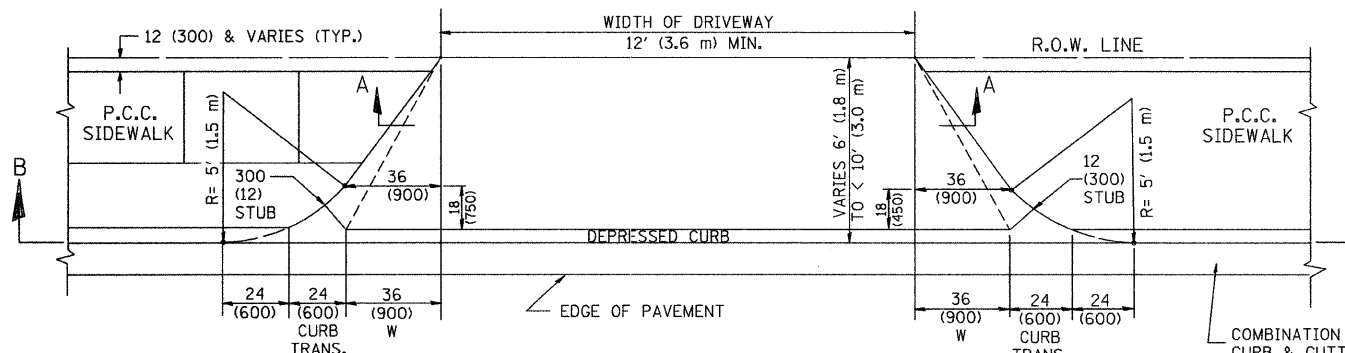 WIDTH OF DRIVEWAY
12' (3.6 m) MIN.
12 (300) & VARIES (TYP.)
R.O.W. LINE
A
A
P.C.C.
SIDEWALK
P.C.C.
SIDEWALK
R= 5' (1.5 m)
VARIES 6' (1.8 m)
TO < 10' (3.0 m)
R= 5' (1.5 m)
B
300
(12)
STUB
36
(900)
18
(750)
36
(900)
18
(450)
12
(300)
STUB
DEPRESSED CURB
24
(600)
24
(600)
CURB
TRANS.
36
(900)
W
EDGE OF PAVEMENT
36
(900)
W
24
(600)
CURB
TRANS.
24
(600)
COMBINATION
CURB & GUTT